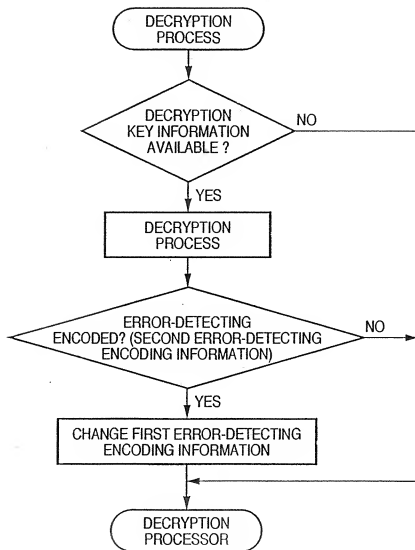 DECRYPTION
PROCESS
DECRYPTION
KEY INFORMATION
AVAILABLE ?
NO
YES
DECRYPTION
PROCESS
ERROR-DETECTING
ENCODED? (SECOND ERROR-DETECTING
ENCODING INFORMATION)
NO
YES
CHANGE FIRST ERROR-DETECTING
ENCODING INFORMATION
DECRYPTION
PROCESSOR